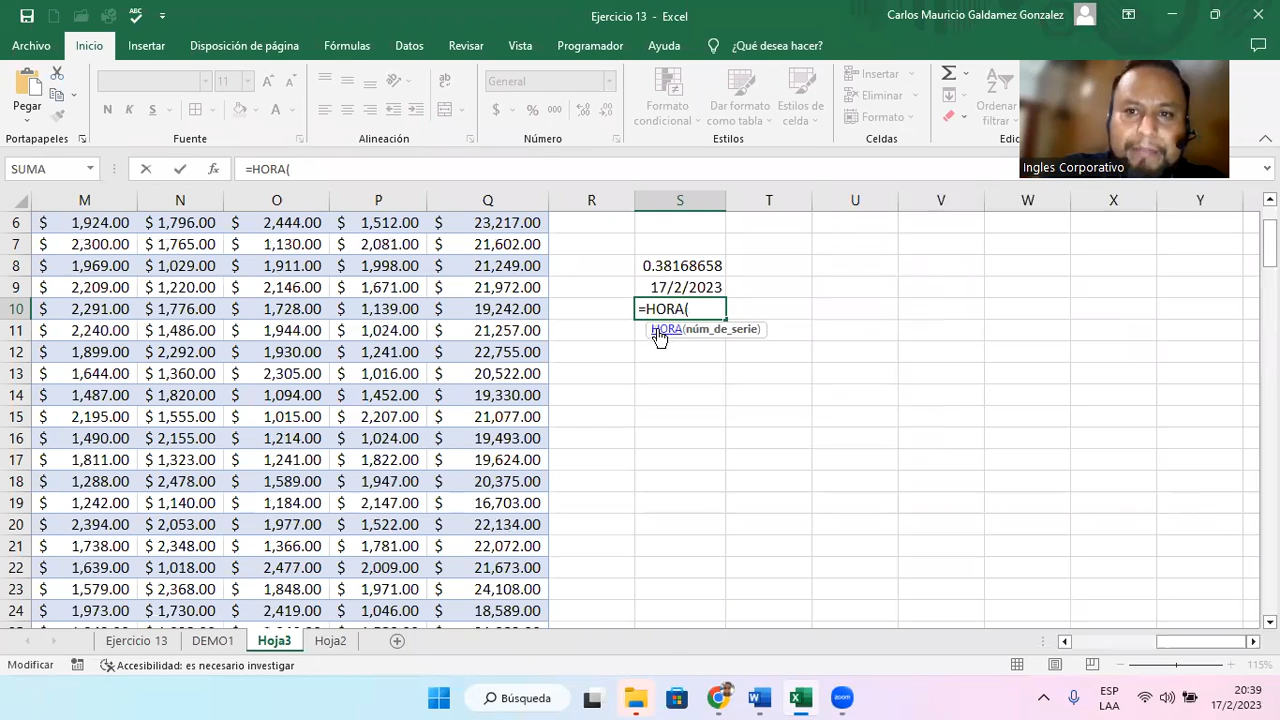 Ejercicio 13 - Excel
Carlos Mauricio Galdamez Gonzalez
Archivo Inicio Insertar Disposición de página Fórmulas Datos Revisar Vista Programador Ayuda ¿Qué desea hacer?
Pegar
11
N K S
General
$ % 000
Formato condicional
Dar formato como tabla
Estilos de celda
Insertar
Eliminar
Formato
Ordenar
filtrar
Portapapeles Fuente Alineación Número Estilos Celdas Edi
Ingles Corporativo
SUMA =HORA(
M N O P Q R S T U V W X Y
6 $ 1,924.00 $ 1,796.00 $ 2,444.00 $ 1,512.00 $ 23,217.00
7 $ 2,300.00 $ 1,765.00 $ 1,130.00 $ 2,081.00 $ 21,602.00
8 $ 1,969.00 $ 1,029.00 $ 1,911.00 $ 1,998.00 $ 21,249.00 0.38168658
9 $ 2,209.00 $ 1,220.00 $ 2,146.00 $ 1,671.00 $ 21,972.00 17/2/2023
10 $ 2,291.00 $ 1,776.00 $ 1,728.00 $ 1,139.00 $ 19,242.00 =HORA(
11 $ 2,240.00 $ 1,486.00 $ 1,944.00 $ 1,024.00 $ 21,257.00 HORA(núm_de_serie)
12 $ 1,899.00 $ 2,292.00 $ 1,930.00 $ 1,241.00 $ 22,755.00
13 $ 1,644.00 $ 1,360.00 $ 2,305.00 $ 1,016.00 $ 20,522.00
14 $ 1,487.00 $ 1,820.00 $ 1,094.00 $ 1,452.00 $ 19,330.00
15 $ 2,195.00 $ 1,555.00 $ 1,015.00 $ 2,207.00 $ 21,077.00
16 $ 1,490.00 $ 2,155.00 $ 1,214.00 $ 1,024.00 $ 19,493.00
17 $ 1,811.00 $ 1,323.00 $ 1,241.00 $ 1,822.00 $ 19,624.00
18 $ 1,288.00 $ 2,478.00 $ 1,589.00 $ 1,947.00 $ 20,375.00
19 $ 1,242.00 $ 1,140.00 $ 1,184.00 $ 2,147.00 $ 16,703.00
20 $ 2,394.00 $ 2,053.00 $ 1,977.00 $ 1,522.00 $ 22,134.00
21 $ 1,738.00 $ 2,348.00 $ 1,366.00 $ 1,781.00 $ 22,072.00
22 $ 1,639.00 $ 1,018.00 $ 2,477.00 $ 2,009.00 $ 21,673.00
23 $ 1,579.00 $ 2,368.00 $ 1,848.00 $ 1,971.00 $ 24,108.00
24 $ 1,973.00 $ 1,730.00 $ 2,419.00 $ 1,046.00 $ 18,589.00
Ejercicio 13 DEMO1 Hoja3 Hoja2
Modificar Accesibilidad: es necesario investigar 115%
Búsqueda
zoom
ESP
LAA
20:39
17/2/2023